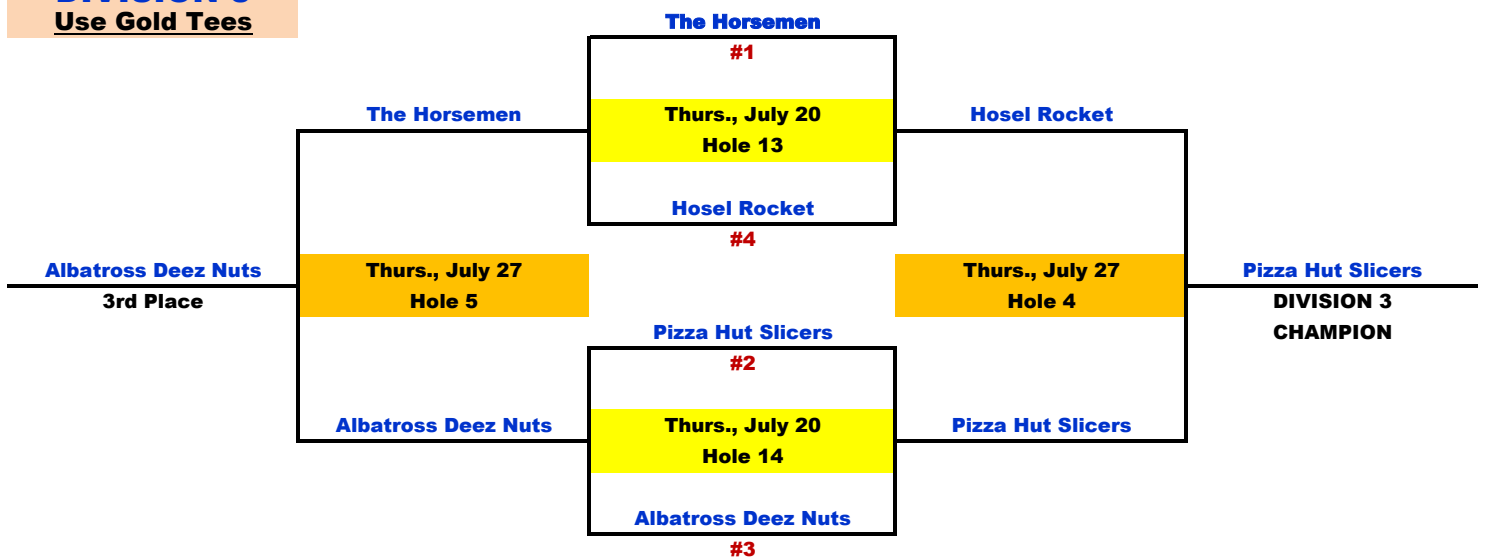 DIVISION 3
Use Gold Tees
The Horsemen
#1
The Horsemen
Thurs., July 20
Hole 13
Hosel Rocket
Hosel Rocket
#4
Albatross Deez Nuts
3rd Place
Thurs., July 27
Hole 5
Thurs., July 27
Hole 4
Pizza Hut Slicers
DIVISION 3
CHAMPION
Pizza Hut Slicers
#2
Albatross Deez Nuts
Thurs., July 20
Hole 14
Pizza Hut Slicers
Albatross Deez Nuts
#3